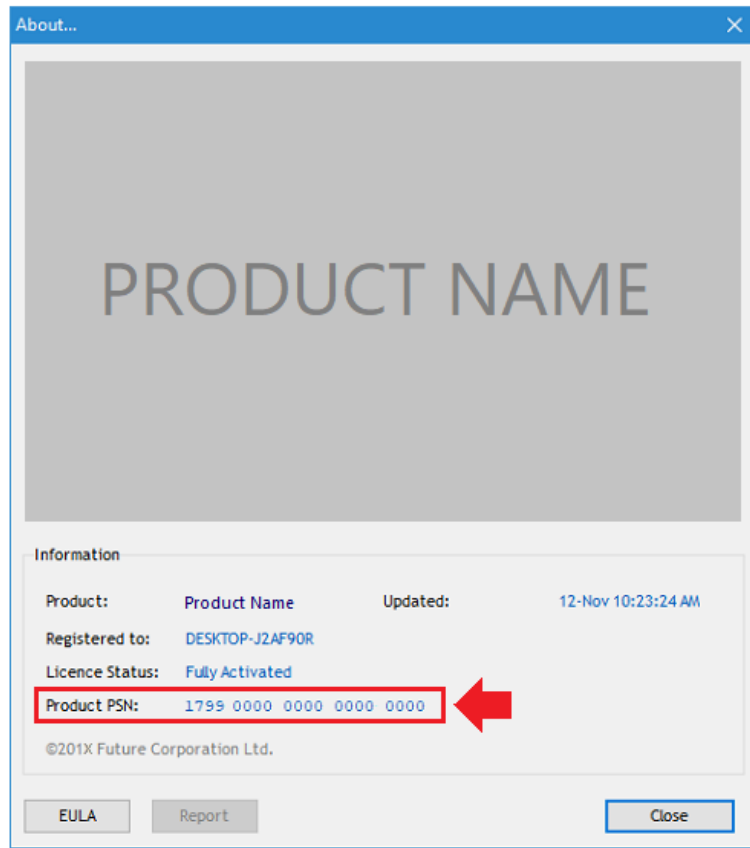 About...
PRODUCT NAME
Information
Product: Product Name Updated: 12-Nov 10:23:24 AM
Registered to: DESKTOP-J2AF90R
Licence Status: Fully Activated
Product PSN: 1799 0000 0000 0000 0000
©201X Future Corporation Ltd.
EULA Report Close